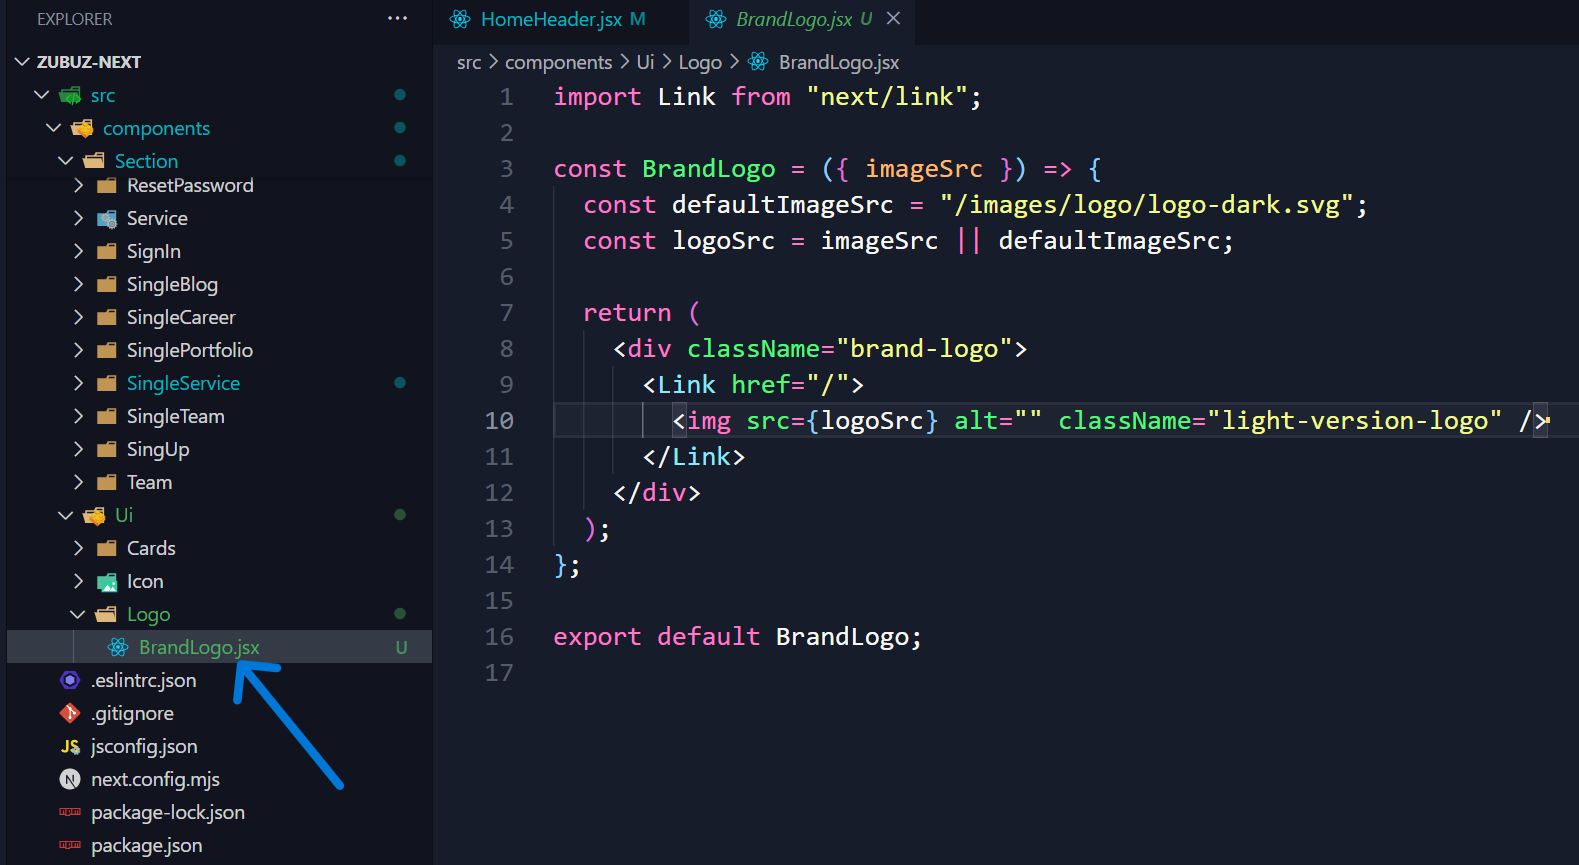 EXPLORER
ZUBUZ-NEXT
src
components
Section
ResetPassword
Service
SignIn
SingleBlog
SingleCareer
SinglePortfolio
SingleService
SingleTeam
SingUp
Team
Ui
Cards
Icon
Logo
BrandLogo.jsx U
.eslintrc.json
.gitignore
JS jsconfig.json
N next.config.mjs
package-lock.json
package.json
HomeHeader.jsx M BrandLogo.jsx U
src > components > Ui > Logo > BrandLogo.jsx
1 import Link from "next/link";
2
3 const BrandLogo = ({ imageSrc }) => {
4 const defaultImageSrc = "/images/logo/logo-dark.svg";
5 const logoSrc = imageSrc || defaultImageSrc;
6
7 return (
8 <div className="brand-logo">
9 <Link href="/">
10 <img src={logoSrc} alt="" className="light-version-logo" />
11 </Link>
12 </div>
13 );
14 };
15
16 export default BrandLogo;
17